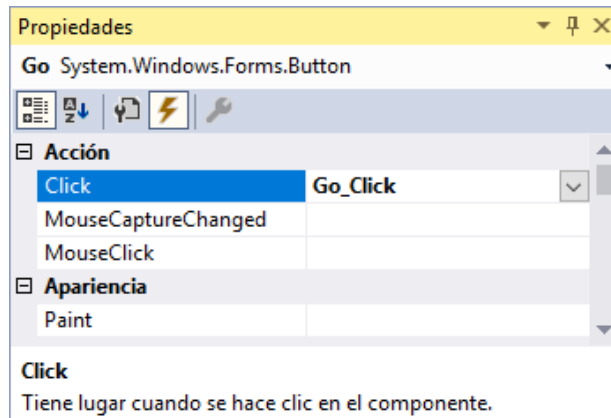 Propiedades
Go System.Windows.Forms.Button
Acción
Click Go_Click
MouseCaptureChanged
MouseClick
Apariencia
Paint
Click
Tiene lugar cuando se hace clic en el componente.